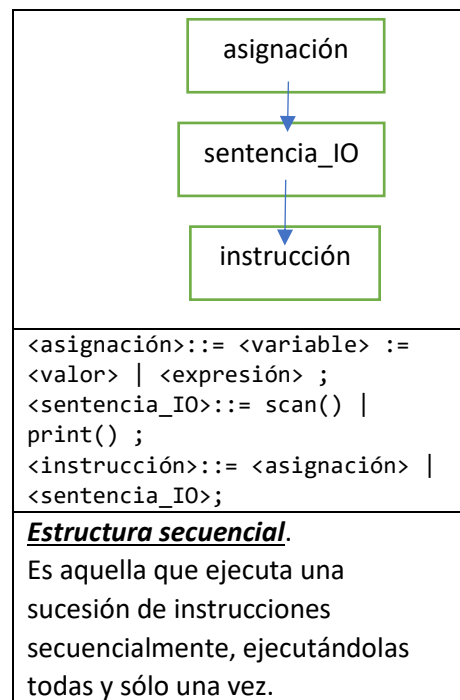 asignación
sentencia_IO
instrucción
<asignación>::= <variable> :=
<valor> | <expresión> ;
<sentencia_IO>::= scan() |
print() ;
<instrucción>::= <asignación> |
<sentencia_IO>;
Estructura secuencial.
Es aquella que ejecuta una
sucesión de instrucciones
secuencialmente, ejecutándolas
todas y sólo una vez.